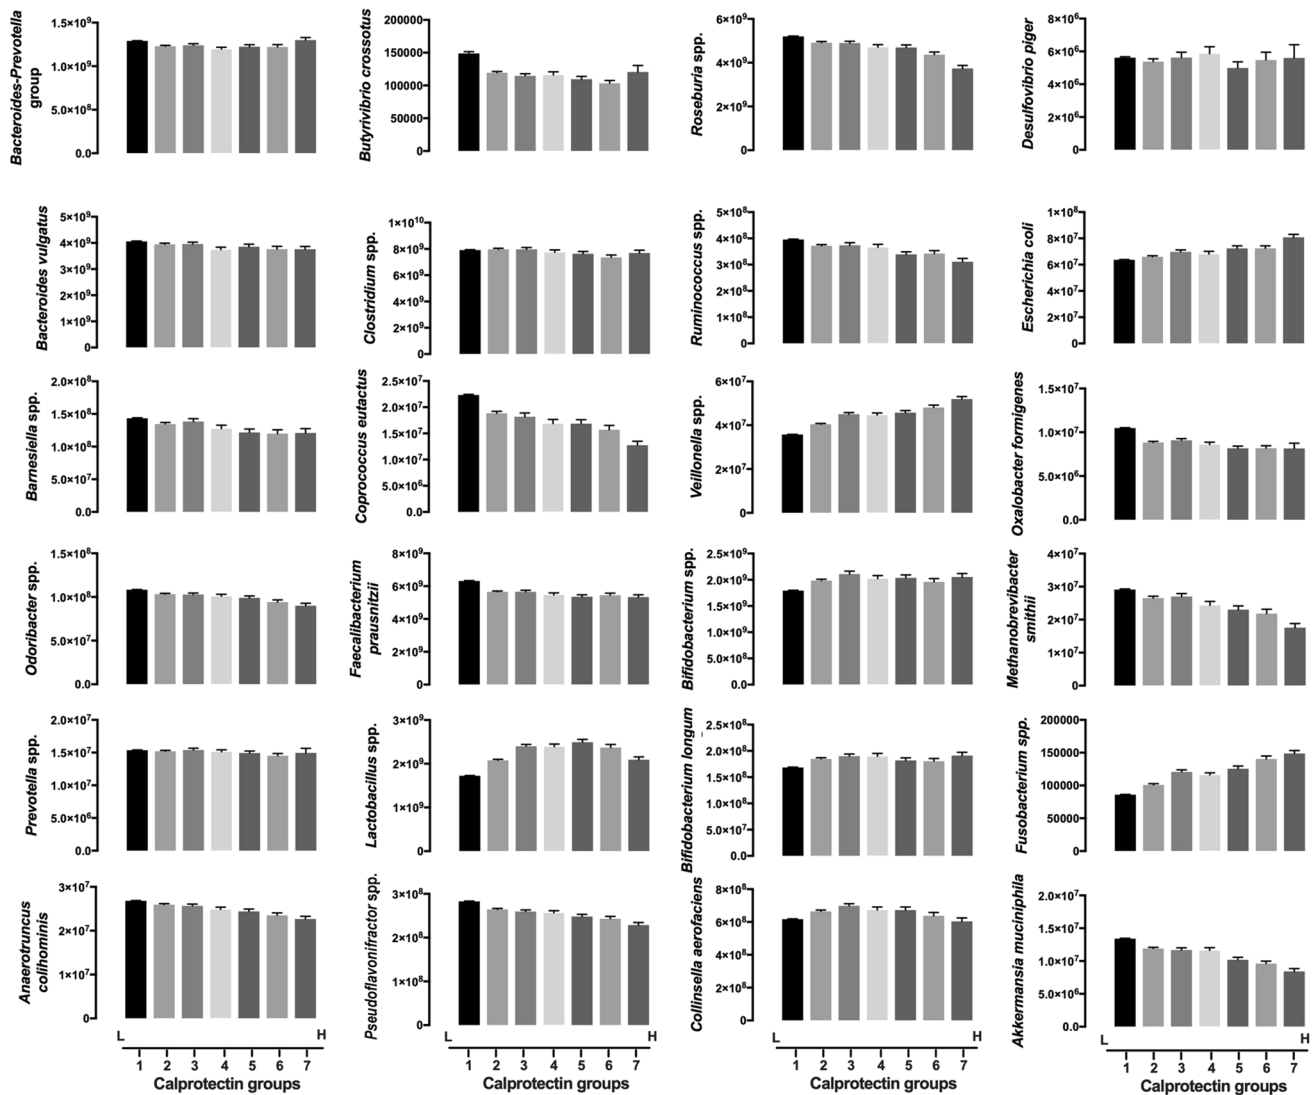 Bacteroides-Prevotella
group
1.5×10⁹
1.0×10⁹
5.0×10⁸
0.0
Butyrivibrio crossotus
200000
150000
100000
50000
0
Roseburia spp.
6×10⁹
4×10⁹
2×10⁹
0
Desulfovibrio piger
8×10⁶
6×10⁶
4×10⁶
2×10⁶
0
Bacteroides vulgatus
5×10⁹
4×10⁹
3×10⁹
2×10⁹
1×10⁹
0
Clostridium spp.
1×10¹⁰
8×10⁹
6×10⁹
4×10⁹
2×10⁹
0
Ruminococcus spp.
5×10⁸
4×10⁸
3×10⁸
2×10⁸
1×10⁸
0
Escherichia coli
1×10⁸
8×10⁷
6×10⁷
4×10⁷
2×10⁷
0
Barnesiella spp.
2.0×10⁸
1.5×10⁸
1.0×10⁸
5.0×10⁷
0.0
Coprococcus eutactus
2.5×10⁷
2.0×10⁷
1.5×10⁷
1.0×10⁷
5.0×10⁶
0.0
Veillonella spp.
6×10⁷
4×10⁷
2×10⁷
0
Oxalobacter formigenes
1.5×10⁷
1.0×10⁷
5.0×10⁶
0.0
Odoribacter spp.
1.5×10⁸
1.0×10⁸
5.0×10⁷
0.0
Faecalibacterium
prausnitzii
8×10⁹
6×10⁹
4×10⁹
2×10⁹
0
Bifidobacterium spp.
2.5×10⁹
2.0×10⁹
1.5×10⁹
1.0×10⁹
5.0×10⁸
0.0
Methanobrevibacter
smithii
4×10⁷
3×10⁷
2×10⁷
1×10⁷
0
Prevotella spp.
2.0×10⁷
1.5×10⁷
1.0×10⁷
5.0×10⁶
0.0
Lactobacillus spp.
3×10⁹
2×10⁹
1×10⁹
0
Bifidobacterium longum
2.5×10⁸
2.0×10⁸
1.5×10⁸
1.0×10⁸
5.0×10⁷
0.0
Fusobacterium spp.
200000
150000
100000
50000
0
Anaerotruncus
colihominis
3×10⁷
2×10⁷
1×10⁷
0
Pseudoflavonifractor spp.
3×10⁸
2×10⁸
1×10⁸
0
Collinsella aerofaciens
8×10⁸
6×10⁸
4×10⁸
2×10⁸
0
Akkermansia muciniphila
2.0×10⁷
1.5×10⁷
1.0×10⁷
5.0×10⁶
0.0
L H
1 2 3 4 5 6 7
Calprotectin groups
L H
1 2 3 4 5 6 7
Calprotectin groups
L H
1 2 3 4 5 6 7
Calprotectin groups
L H
1 2 3 4 5 6 7
Calprotectin groups